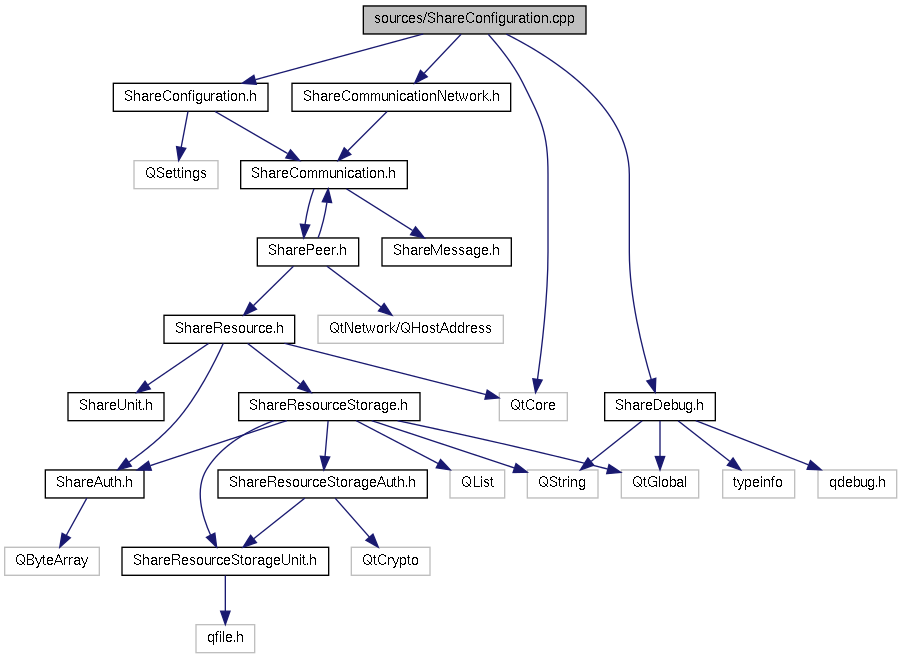 sources/ShareConfiguration.cpp
ShareConfiguration.h
ShareCommunicationNetwork.h
QSettings
ShareCommunication.h
SharePeer.h
ShareMessage.h
ShareResource.h
QtNetwork/QHostAddress
ShareUnit.h
ShareResourceStorage.h
QtCore
ShareDebug.h
ShareAuth.h
ShareResourceStorageAuth.h
QList
QString
QtGlobal
typeinfo
qdebug.h
QByteArray
ShareResourceStorageUnit.h
QtCrypto
qfile.h